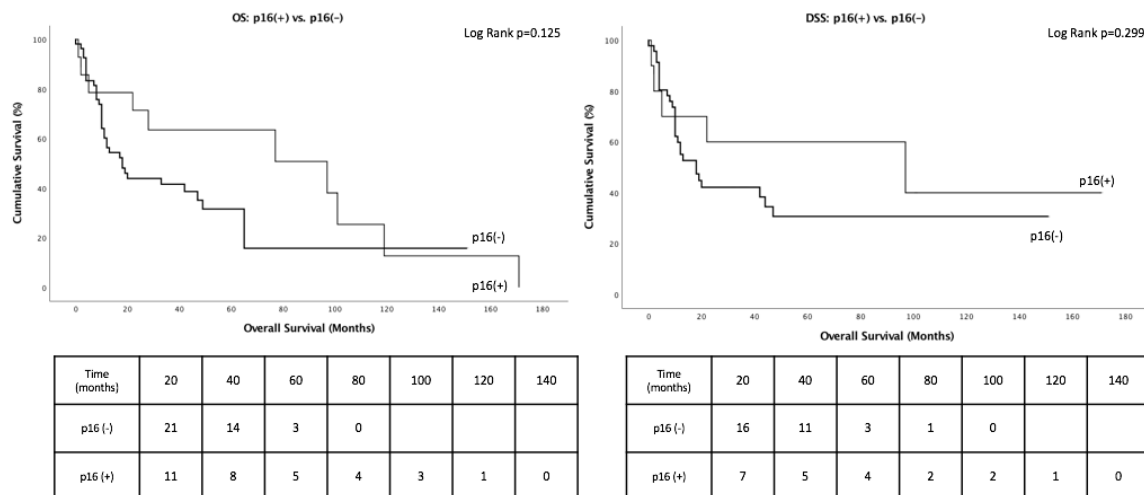 OS: p16(+) vs. p16(-)
Log Rank p=0.125
Cumulative Survival (%)
100
80
60
40
20
0
p16(-)
p16(+)
0 20 40 60 80 100 120 140 160 180
Overall Survival (Months)
Time (months) 20 40 60 80 100 120 140
p16 (-) 21 14 3 0
p16 (+) 11 8 5 4 3 1 0
DSS: p16(+) vs. p16(-)
Log Rank p=0.299
Cumulative Survival (%)
100
80
60
40
20
0
p16(+)
p16(-)
0 20 40 60 80 100 120 140 160 180
Overall Survival (Months)
Time (months) 20 40 60 80 100 120 140
p16 (-) 16 11 3 1 0
p16 (+) 7 5 4 2 2 1 0